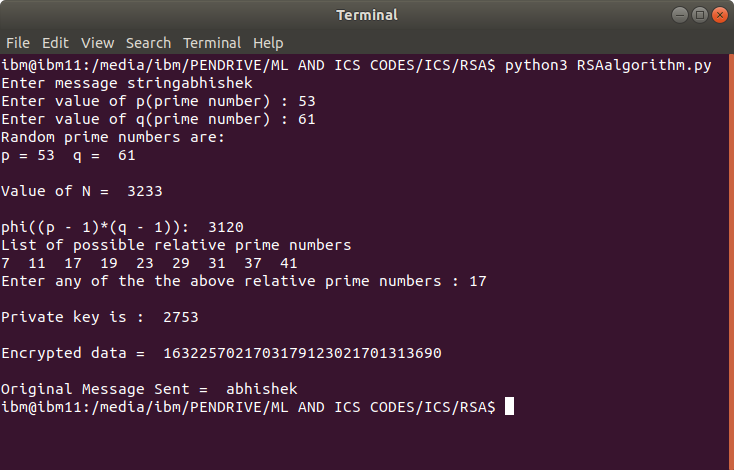 Terminal
File Edit View Search Terminal Help
ibm@ibm11:/media/ibm/PENDRIVE/ML AND ICS CODES/ICS/RSA$ python3 RSAalgorithm.py
Enter message stringabhishek
Enter value of p(prime number) : 53
Enter value of q(prime number) : 61
Random prime numbers are:
p = 53  q =  61
Value of N =  3233
phi((p - 1)*(q - 1)):  3120
List of possible relative prime numbers
7  11  17  19  23  29  31  37  41
Enter any of the the above relative prime numbers : 17
Private key is :  2753
Encrypted data =  1632257021703179123021701313690
Original Message Sent =  abhishek
ibm@ibm11:/media/ibm/PENDRIVE/ML AND ICS CODES/ICS/RSA$